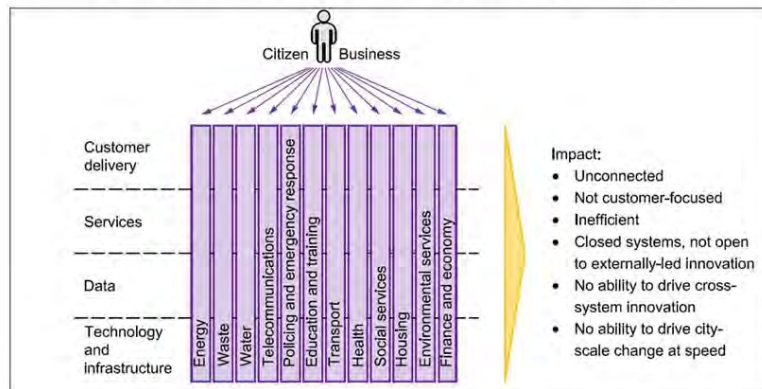 Citizen Business
Customer
delivery
Services
Data
Technology
and
infrastructure
Energy
Waste
Water
Telecommunications
Policing and emergency response
Education and training
Transport
Health
Social services
Housing
Environmental services
Finance and economy
Impact:
• Unconnected
• Not customer-focused
• Inefficient
• Closed systems, not open
to externally-led innovation
• No ability to drive cross-
system innovation
• No ability to drive city-
scale change at speed